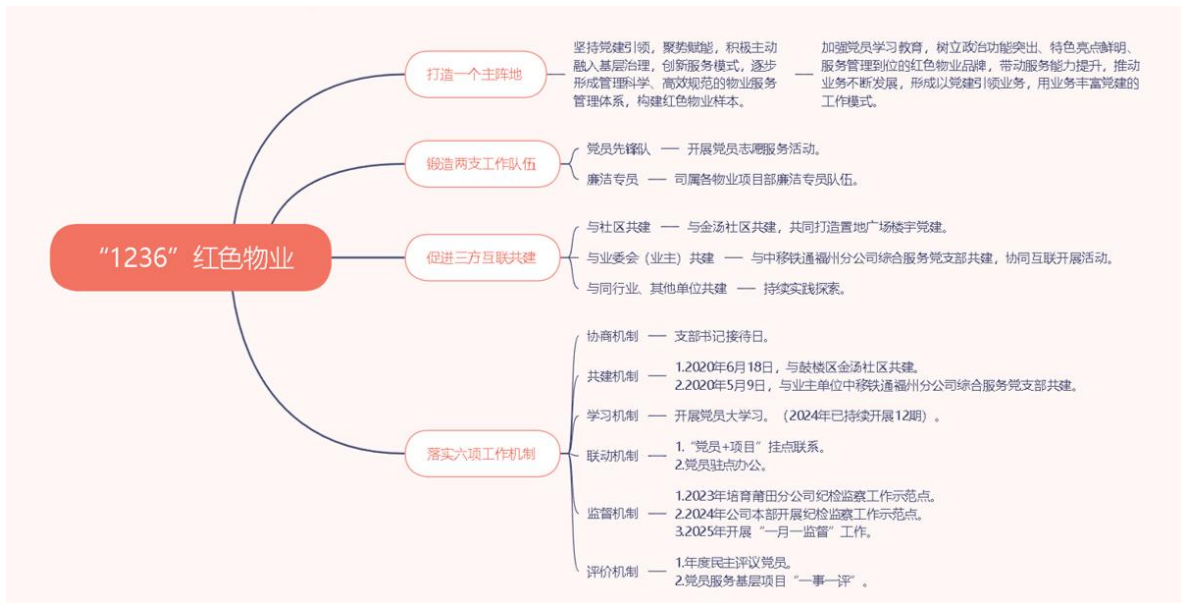 “1236”红色物业
打造一个主阵地
坚持党建引领，聚势赋能，积极主动
融入基层治理，创新服务模式，逐步
形成管理科学、高效规范的物业服务
管理体系，构建红色物业样本。
加强党员学习教育，树立政治功能突出、特色亮点鲜明、
服务管理到位的红色物业品牌，带动服务能力提升，推动
业务不断发展，形成以党建引领业务，用业务丰富党建的
工作模式。
锻造两支工作队伍
党员先锋队
开展党员志愿服务活动。
廉洁专员
司属各物业项目部廉洁专员队伍。
促进三方互联共建
与社区共建
与金汤社区共建，共同打造置地广场楼宇党建。
与业委会（业主）共建
与中移铁通福州分公司综合服务党支部共建，协同互联开展活动。
与同行业、其他单位共建
持续实践探索。
落实六项工作机制
协商机制
支部书记接待日。
共建机制
1.2020年6月18日，与鼓楼区金汤社区共建。
2.2020年5月9日，与业主单位中移铁通福州分公司综合服务党支部共建。
学习机制
开展党员大学习。（2024年已持续开展12期）。
联动机制
1.“党员+项目”挂点联系。
2.党员驻点办公。
监督机制
1.2023年培育莆田分公司纪检监察工作示范点。
2.2024年公司本部开展纪检监察工作示范点。
3.2025年开展“一月一监督”工作。
评价机制
1.年度民主评议党员。
2.党员服务基层项目“一事一评”。